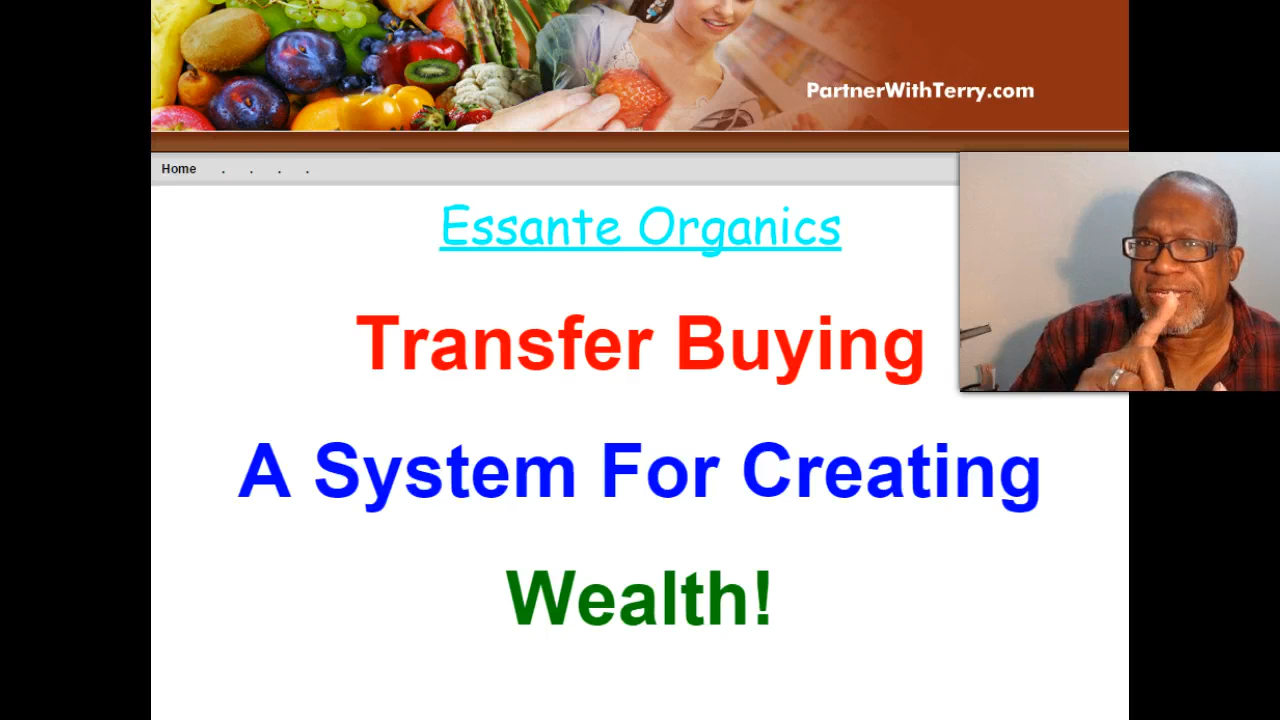 PartnerWithTerry.com
Home . . . .
Essante Organics
Transfer Buying
A System For Creating
Wealth!